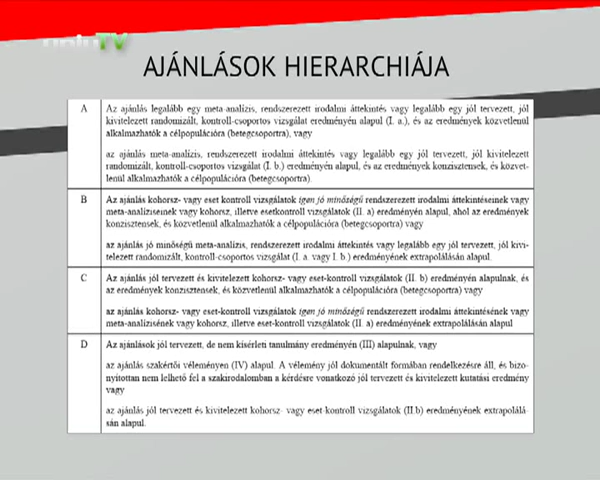 TV
AJÁNLÁSOK HIERARCHIÁJA
A
Az ajánlás legalább egy meta-analízis, rendszerezett irodalmi áttekintés vagy legalább egy jól tervezett, jól
kivitelezett randomizált, kontroll-csoportos vizsgálat eredményén alapul (I. a.), és az eredmények közvetlenül
alkalmazhatók a célpopulációra (betegcsoportra), vagy
az ajánlás meta-analízis, rendszerezett irodalmi áttekintés vagy legalább egy jól tervezett, jól kivitelezett
randomizált, kontroll-csoportos vizsgálat (I. b.) eredményén alapul, és az eredmények konzisztensek, és közvet-
lenül alkalmazhatók a célpopulációra (betegcsoportra).
B
Az ajánlás kohorsz- vagy eset kontroll vizsgálatok igen jó minőségű rendszerezett irodalmi áttekintéseinek vagy
meta-analíziseinek vagy kohorsz, illetve esetkontroll vizsgálatok (II. a) eredményén alapul, ahol az eredmények
konzisztensek, és közvetlenül alkalmazhatók a célpopulációra (betegcsoportra) vagy
az ajánlás jó minőségű meta-analízis, rendszerezett irodalmi áttekintés vagy legalább egy jól tervezett, jól kivi-
telezett randomizált, kontroll-csoportos vizsgálat (I. a. vagy I. b.) eredményének extrapolálásán alapul.
C
Az ajánlás jól tervezett és kivitelezett kohorsz- vagy eset-kontroll vizsgálatok (II. b) eredményén alapulnak, és
az eredmények konzisztensek, és közvetlenül alkalmazhatók a célpopulációra (betegcsoportra) vagy
az ajánlás kohorsz- vagy eset-kontroll vizsgálatok igen jó minőségű rendszerezett irodalmi áttekintésének vagy
meta-analízisének vagy kohorsz, illetve eset-kontroll vizsgálatok (II. a) eredményének extrapolálásán alapul
D
Az ajánlások jól tervezett, de nem kísérleti tanulmány eredményén (III) alapulnak, vagy
az ajánlás szakértői véleményen (IV) alapul. A vélemény jól dokumentált formában rendelkezésre áll, és bizo-
nyítottan nem lelhető fel a szakirodalomban a kérdésre vonatkozó jól tervezett és kivitelezett kutatási eredmény
vagy
az ajánlás jól tervezett és kivitelezett kohorsz- vagy eset-kontroll vizsgálatok (II.b) eredményének extrapolálá-
sán alapul.